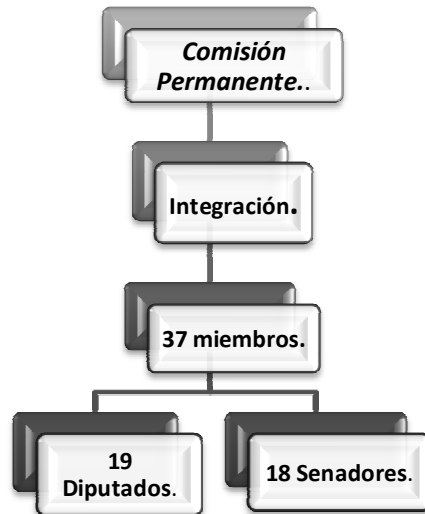 Comisión
Permanente..
Integración.
37 miembros.
19
Diputados.
18 Senadores.